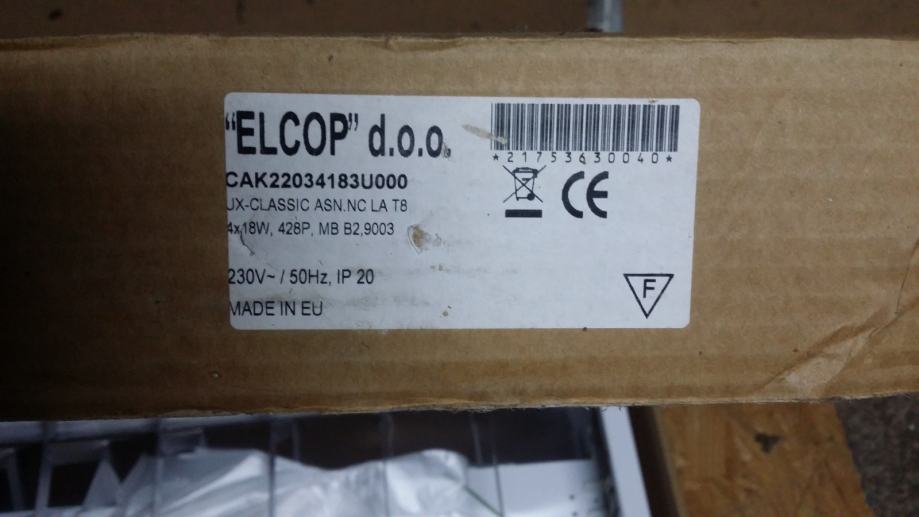 "ELCOP" d.o.o.
*21753630040*
CAK22034183U000
UX-CLASSIC ASN.NC LA T8
4x18W, 428P, MB B2,9003
230V~ / 50Hz, IP 20
MADE IN EU
CE
F